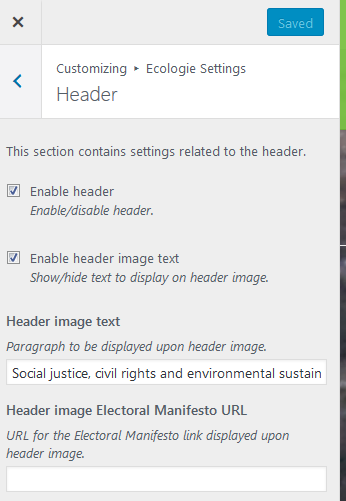 Saved
Customizing ▸ Ecologie Settings
Header
This section contains settings related to the header.
Enable header
Enable/disable header.
Enable header image text
Show/hide text to display on header image.
Header image text
Paragraph to be displayed upon header image.
Social justice, civil rights and environmental sustain
Header image Electoral Manifesto URL
URL for the Electoral Manifesto link displayed upon
header image.